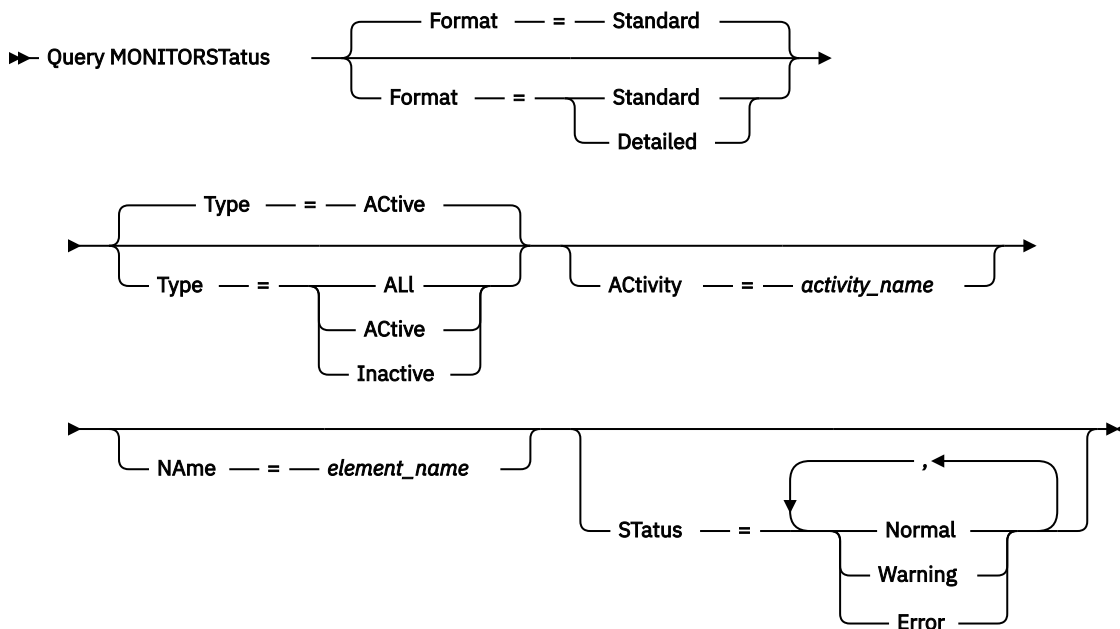 Format = Standard
Query MONITORSTatus
Format = Standard
Detailed
Type = ACtive
Type = ALl
ACtivity = activity_name
ACtive
Inactive
NAme = element_name
,
STatus = Normal
Warning
Error